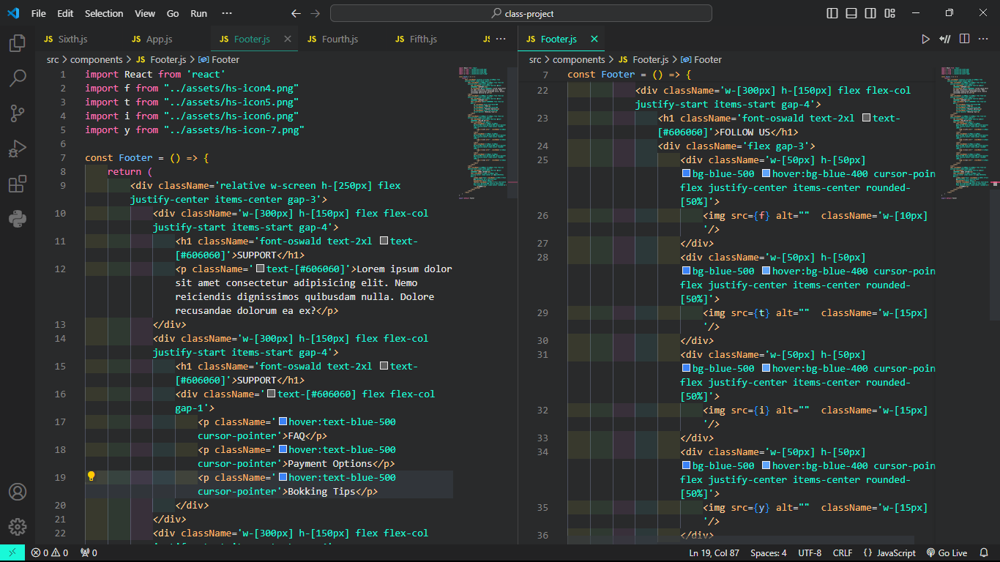 File Edit Selection View Go Run ···
class-project
JS Sixth.js JS App.js JS Footer.js JS Fourth.js JS Fifth.js JS ···
src > components > JS Footer.js > Footer
1 import React from 'react'
2 import f from "../assets/hs-icon4.png"
3 import t from "../assets/hs-icon5.png"
4 import i from "../assets/hs-icon6.png"
5 import y from "../assets/hs-icon-7.png"
6
7 const Footer = () => {
8 return (
9 <div className='relative w-screen h-[250px] flex
justify-center items-center gap-3'>
10 <div className='w-[300px] h-[150px] flex flex-col
justify-start items-start gap-4'>
11 <h1 className='font-oswald text-2xl text-
[#606060]'>SUPPORT</h1>
12 <p className='text-[#606060]'>Lorem ipsum dolor
sit amet consectetur adipisicing elit. Nemo
reiciendis dignissimos quibusdam nulla. Dolore
recusandae dolorum ea ex?</p>
13 </div>
14 <div className='w-[300px] h-[150px] flex flex-col
justify-start items-start gap-4'>
15 <h1 className='font-oswald text-2xl text-
[#606060]'>SUPPORT</h1>
16 <div className='text-[#606060] flex flex-col
gap-1'>
17 <p className='hover:text-blue-500
cursor-pointer'>FAQ</p>
18 <p className='hover:text-blue-500
cursor-pointer'>Payment Options</p>
19 <p className='hover:text-blue-500
cursor-pointer'>Bokking Tips</p>
20 </div>
21 </div>
22 <div className='w-[300px] h-[150px] flex flex-col
JS Footer.js
src > components > JS Footer.js > Footer
7 const Footer = () => {
22 <div className='w-[300px] h-[150px] flex flex-col
justify-start items-start gap-4'>
23 <h1 className='font-oswald text-2xl text-
[#606060]'>FOLLOW US</h1>
24 <div className='flex gap-3'>
25 <div className='w-[50px] h-[50px]
bg-blue-500 hover:bg-blue-400 cursor-poin
flex justify-center items-center rounded-
[50%]'>
26 <img src={f} alt="" className='w-[10px]
'/>
27 </div>
28 <div className='w-[50px] h-[50px]
bg-blue-500 hover:bg-blue-400 cursor-poin
flex justify-center items-center rounded-
[50%]'>
29 <img src={t} alt="" className='w-[15px]
'/>
30 </div>
31 <div className='w-[50px] h-[50px]
bg-blue-500 hover:bg-blue-400 cursor-poin
flex justify-center items-center rounded-
[50%]'>
32 <img src={i} alt="" className='w-[15px]
'/>
33 </div>
34 <div className='w-[50px] h-[50px]
bg-blue-500 hover:bg-blue-400 cursor-poin
flex justify-center items-center rounded-
[50%]'>
35 <img src={y} alt="" className='w-[15px]
'/>
36 </div>
0 0 0 Ln 19, Col 87 Spaces: 4 UTF-8 CRLF {} JavaScript Go Live